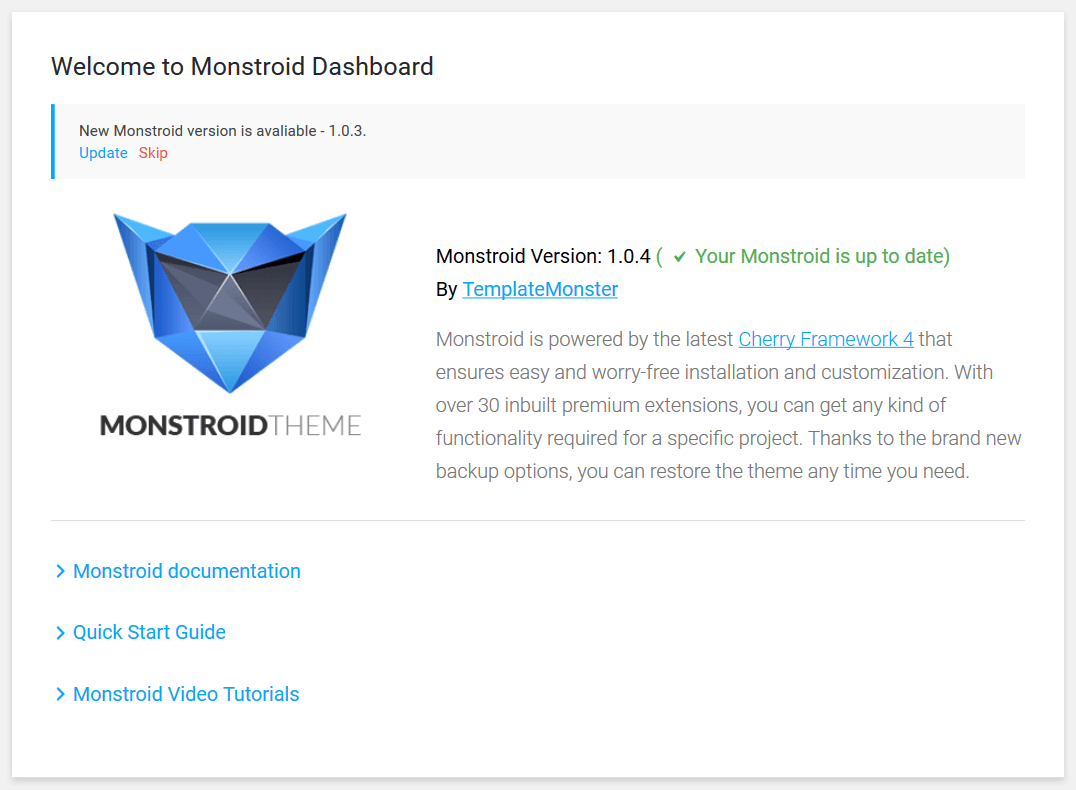 Welcome to Monstroid Dashboard
New Monstroid version is avaliable - 1.0.3.
Update Skip
MONSTROIDTHEME
Monstroid Version: 1.0.4 ( ✔ Your Monstroid is up to date)
By TemplateMonster
Monstroid is powered by the latest Cherry Framework 4 that
ensures easy and worry-free installation and customization. With
over 30 inbuilt premium extensions, you can get any kind of
functionality required for a specific project. Thanks to the brand new
backup options, you can restore the theme any time you need.
Monstroid documentation
Quick Start Guide
Monstroid Video Tutorials